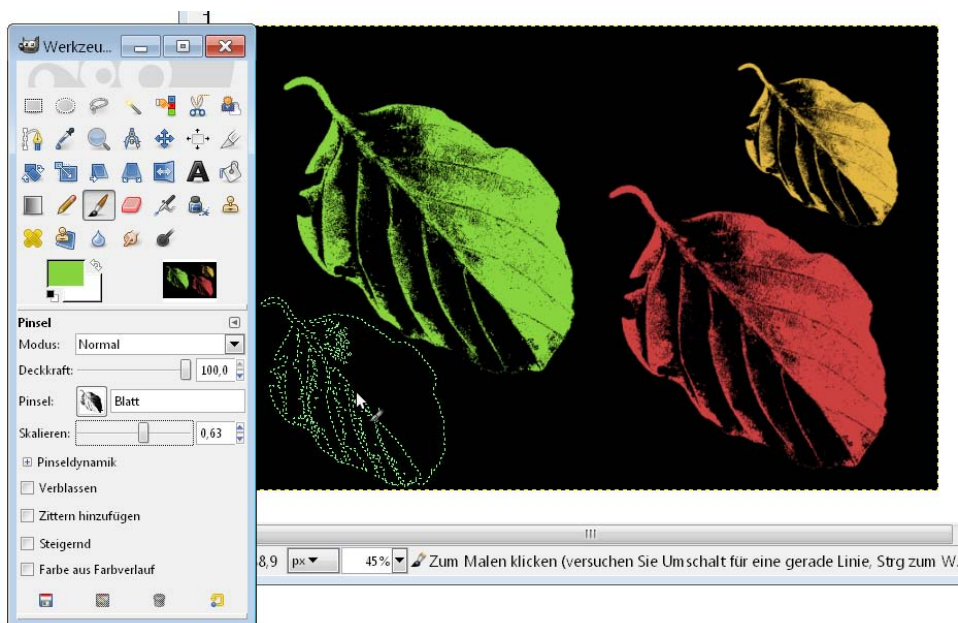 1
Werkzeu...
A
Pinsel
Modus: Normal
Deckkraft: 100,0
Pinsel: Blatt
Skalieren: 0,63
Pinseldynamik
Verblassen
Zittern hinzufügen
Steigernd
Farbe aus Farbverlauf
8,9 px 45% Zum Malen klicken (versuchen Sie Umschalt für eine gerade Linie, Strg zum W.